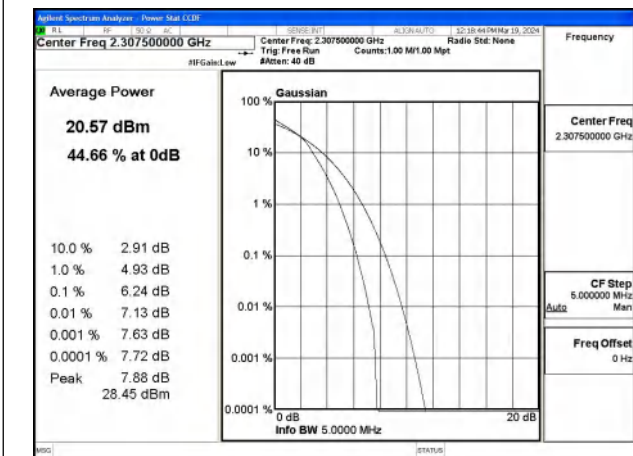 Agilent Spectrum Analyzer - Power Stat CCDF
RL RF 50 Ω AC SENSE:INT ALIGN AUTO 12:18:44 PM Mar 19, 2024
Center Freq 2.307500000 GHz
Center Freq: 2.307500000 GHz Radio Std: None
Trig: Free Run Counts:1.00 M/1.00 Mpt
#IFGain:Low #Atten: 40 dB
Frequency
Average Power
20.57 dBm
44.66 % at 0dB
10.0 % 2.91 dB
1.0 % 4.93 dB
0.1 % 6.24 dB
0.01 % 7.13 dB
0.001 % 7.63 dB
0.0001 % 7.72 dB
Peak 7.88 dB
28.45 dBm
Gaussian
100 %
10 %
1 %
0.1 %
0.01 %
0.001 %
0.0001 %
0 dB 20 dB
Info BW 5.0000 MHz
Center Freq
2.307500000 GHz
CF Step
5.000000 MHz
Auto Man
Freq Offset
0 Hz
MSG STATUS